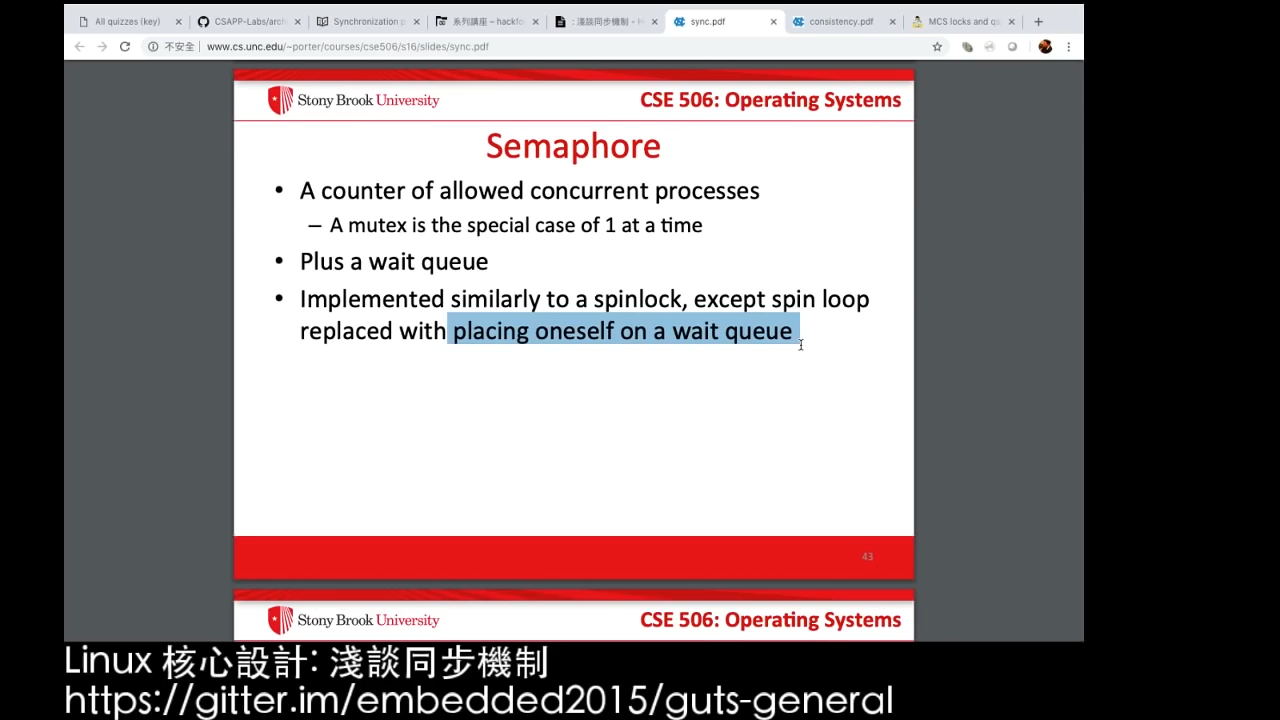 All quizzes (key)
CSAPP-Labs/arch
Synchronization
系列講座 - hackfo
: 淺談同步機制 - H
sync.pdf
consistency.pdf
MCS locks and qs
不安全
www.cs.unc.edu/~porter/courses/cse506/s16/slides/sync.pdf
Stony Brook University
CSE 506: Operating Systems
Semaphore
• A counter of allowed concurrent processes
– A mutex is the special case of 1 at a time
• Plus a wait queue
• Implemented similarly to a spinlock, except spin loop
replaced with placing oneself on a wait queue
43
Stony Brook University
CSE 506: Operating Systems
Linux 核心設計: 淺談同步機制
https://gitter.im/embedded2015/guts-general